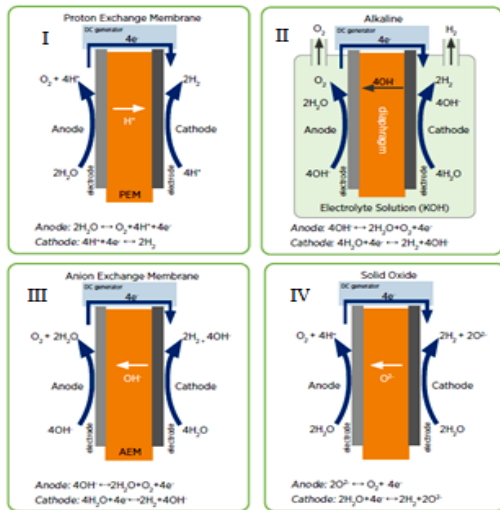 Proton Exchange Membrane
I
DC generator
4e⁻
O₂ + 4H⁺
2H₂
H⁺
Anode
Cathode
2H₂O
4H⁺
electrode
electrode
PEM
Anode: 2H₂O ↔ O₂+4H⁺+4e⁻
Cathode: 4H⁺+4e⁻ ↔ 2H₂
O₂
Alkaline
H₂
II
DC generator
4e⁻
O₂
2H₂
4OH⁻
2H₂O
4OH⁻
diaphragm
Anode
Cathode
4OH⁻
4H₂O
electrode
electrode
Electrolyte Solution (KOH)
Anode: 4OH⁻↔ 2H₂O+O₂+4e⁻
Cathode: 4H₂O+4e⁻ ↔ 2H₂+4OH⁻
Anion Exchange Membrane
III
DC generator
4e⁻
O₂ + 2H₂O
2H₂ + 4OH⁻
OH⁻
Anode
Cathode
4OH⁻
4H₂O
electrode
electrode
AEM
Anode: 4OH⁻↔2H₂O+O₂+4e⁻
Cathode: 4H₂O+4e⁻↔2H₂+4OH⁻
Solid Oxide
IV
DC generator
4e⁻
O₂ + 4H⁺
2H₂ + 2O²⁻
O²⁻
Anode
Cathode
2H₂O
2H₂O
electrode
electrode
Anode: 2O²⁻ ↔ O₂+ 4e⁻
Cathode: 2H₂O+4e⁻↔2H₂+2O²⁻